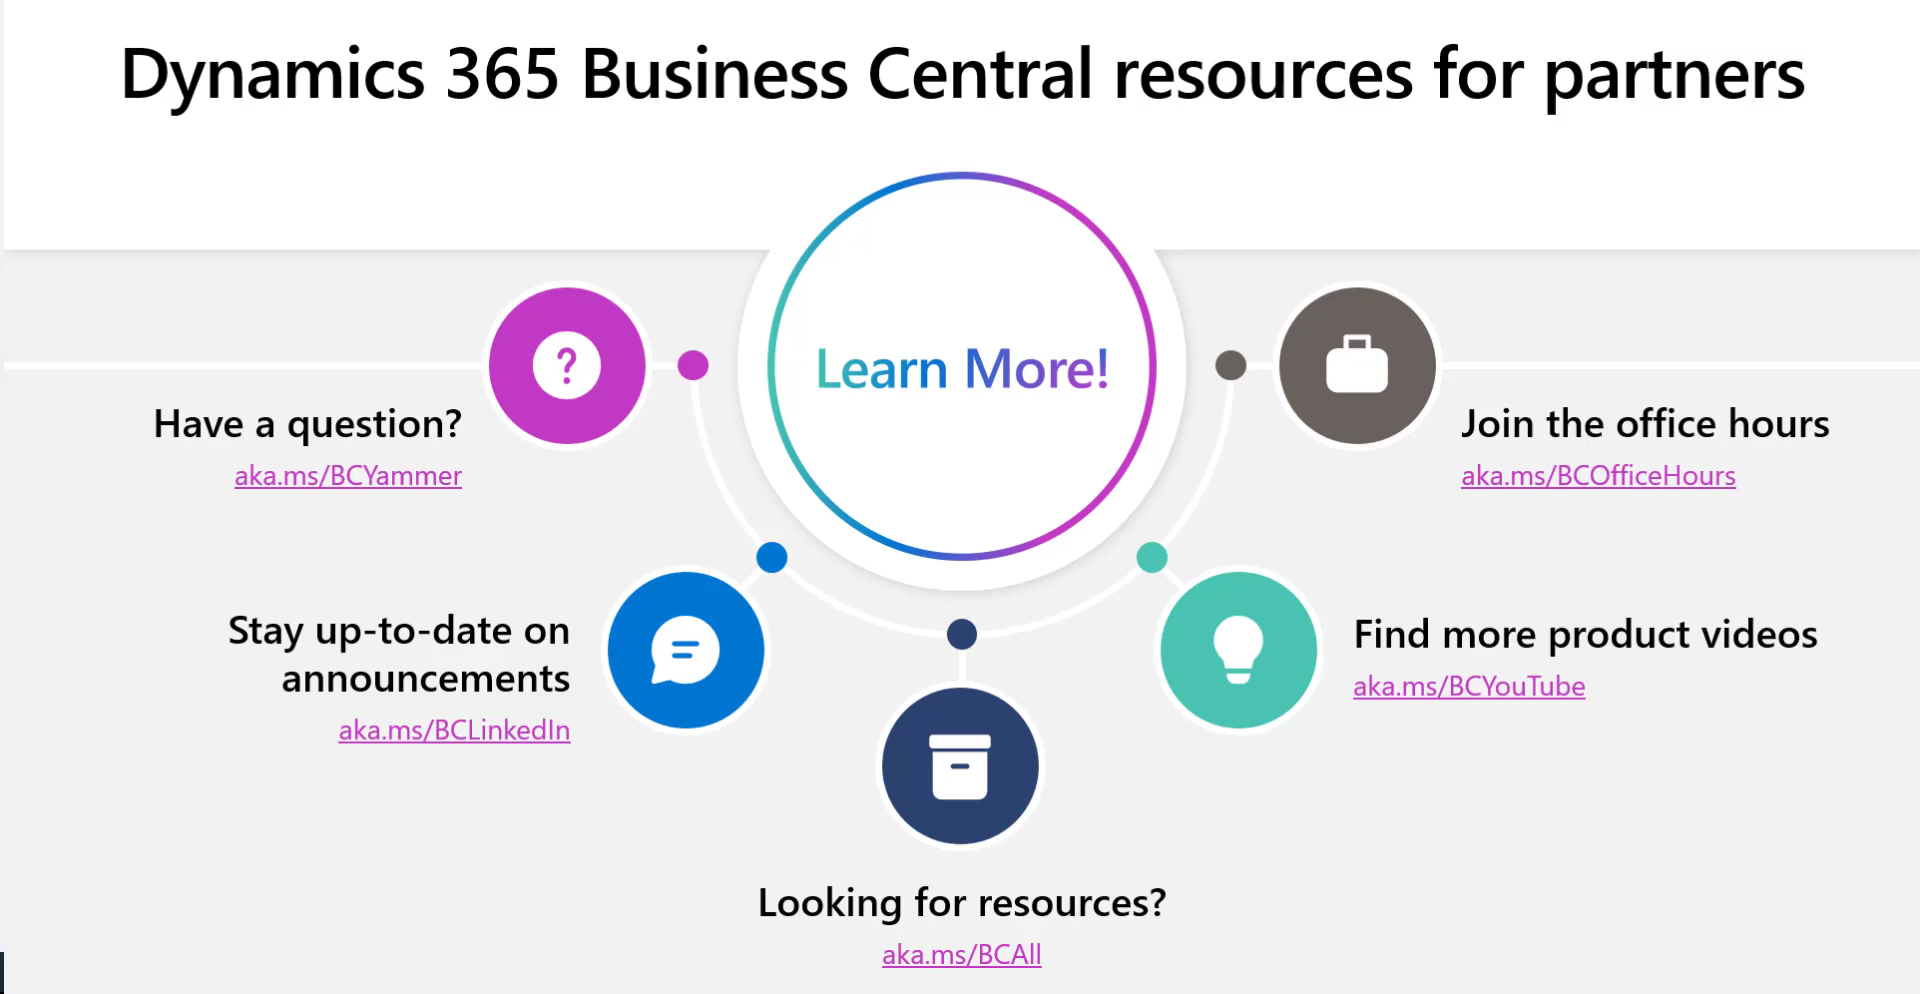 Dynamics 365 Business Central resources for partners
Learn More!
?
Have a question?
aka.ms/BCYammer
Stay up-to-date on
announcements
aka.ms/BCLinkedIn
Looking for resources?
aka.ms/BCAll
Find more product videos
aka.ms/BCYouTube
Join the office hours
aka.ms/BCOfficeHours